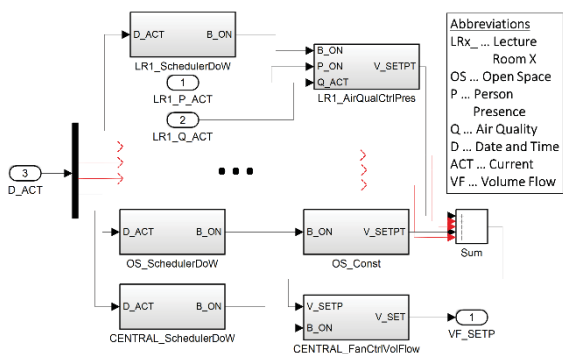 D_ACT B_ON
LR1_SchedulerDoW
1
LR1_P_ACT
2
LR1_Q_ACT
B_ON
P_ON V_SETPT
Q_ACT
LR1_AirQualCtrlPres
Abbreviations
LRx_ ... Lecture
Room X
OS ... Open Space
P ... Person
Presence
Q ... Air Quality
D ... Date and Time
ACT ... Current
VF ... Volume Flow
3
D_ACT
D_ACT B_ON
OS_SchedulerDoW
B_ON V_SETPT
OS_Const
Sum
D_ACT B_ON
CENTRAL_SchedulerDoW
V_SETP V_SET
B_ON
CENTRAL_FanCtrlVolFlow
1
VF_SETP